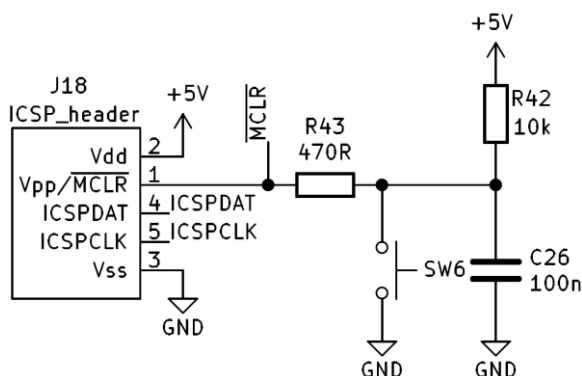 +5V
J18
ICSP_header
+5V
MCLR
R43
470R
R42
10k
Vdd 2
Vpp/MCLR 1
ICSPDAT 4 ICSPDAT
ICSPCLK 5 ICSPCLK
Vss 3
SW6
C26
100n
GND
GND
GND